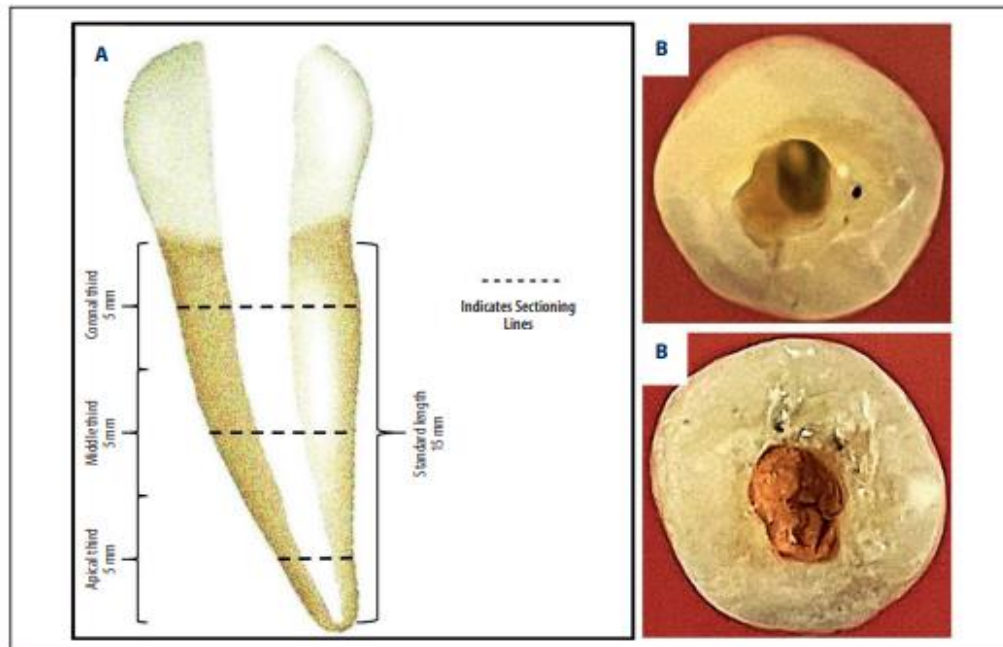 A
Coronal third
5 mm
Middle third
5 mm
Apical third
5 mm
Standard length
15 mm
Indicates Sectioning
Lines
B
B